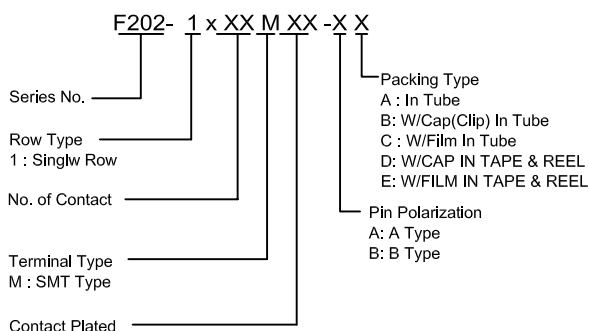 F202- 1 x XX M XX -X X
Packing Type
A : In Tube
B: W/Cap(Clip) In Tube
C : W/Film In Tube
D: W/CAP IN TAPE & REEL
E: W/FILM IN TAPE & REEL
Series No.
Row Type
1 : Singlw Row
No. of Contact
Pin Polarization
A: A Type
B: B Type
Terminal Type
M : SMT Type
Contact Plated